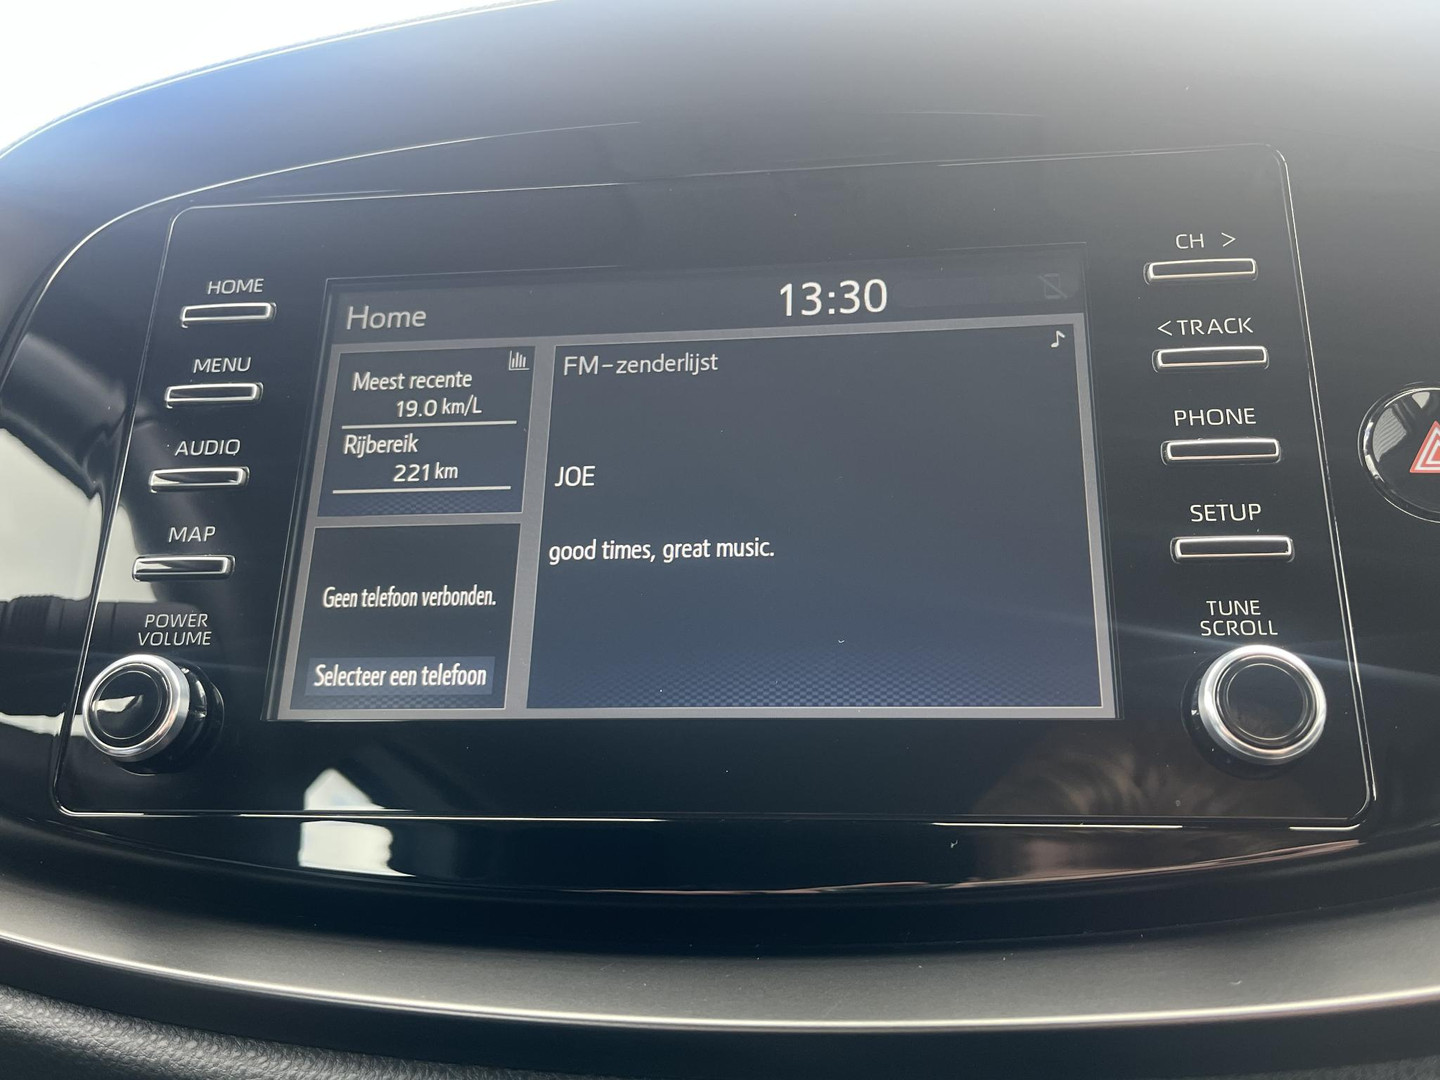 HOME
MENU
AUDIO
MAP
POWER
VOLUME
Home
13:30
Meest recente
19.0 km/L
Rijbereik
221 km
Geen telefoon verbonden.
Selecteer een telefoon
FM-zenderlijst
JOE
good times, great music.
CH >
< TRACK
PHONE
SETUP
TUNE
SCROLL